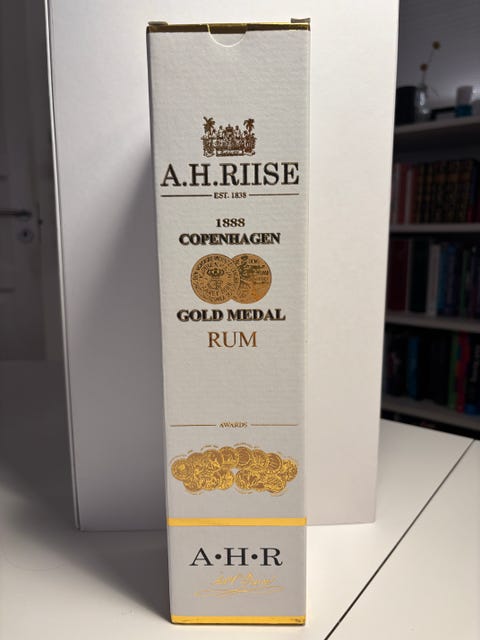 A.H.RIISE
EST. 1838
1888
COPENHAGEN
GOLD MEDAL
RUM
AWARDS
A•H•R